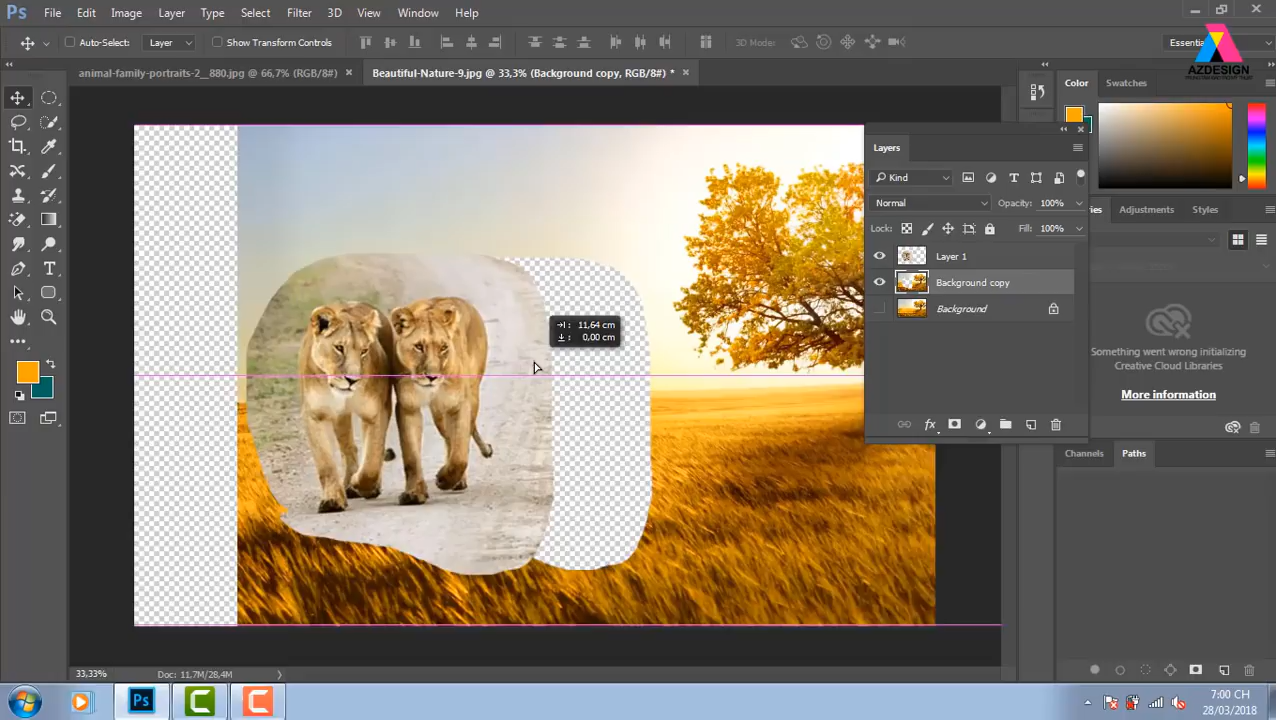 Ps File Edit Image Layer Type Select Filter 3D View Window Help
Auto-Select: Layer Show Transform Controls 3D Mode: Essenti
AZDESIGN
animal-family-portraits-2__880.jpg @ 66,7% (RGB/8#) × Beautiful-Nature-9.jpg @ 33,3% (Background copy, RGB/8#) * ×
Color Swatches
Layers
Kind
Normal Opacity: 100%
Lock: Fill: 100%
ries Adjustments Styles
Layer 1
Background copy
Background
11,64 cm
0,00 cm
Something went wrong initializing
Creative Cloud Libraries
More information
fx
Channels Paths
33,33% Doc: 11,7M/28,4M
Ps
7:00 CH
28/03/2018